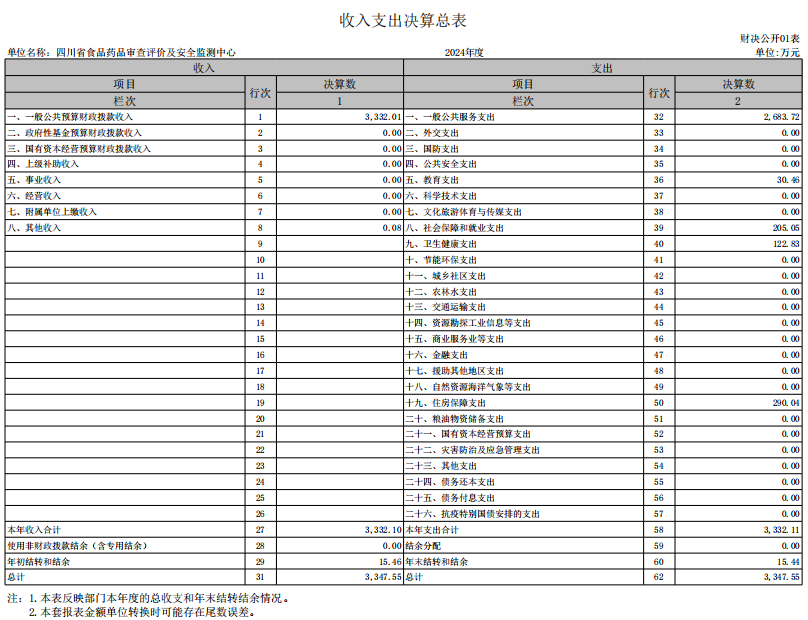 收入支出决算总表
财决公开01表
单位名称：四川省食品药品审查评价及安全监测中心 2024年度 单位:万元
收入 支出
项目 行次 决算数 项目 行次 决算数
栏次 1 栏次 2
一、一般公共预算财政拨款收入 1 3,332.01 一、一般公共服务支出 32 2,683.72
二、政府性基金预算财政拨款收入 2 0.00 二、外交支出 33 0.00
三、国有资本经营预算财政拨款收入 3 0.00 三、国防支出 34 0.00
四、上级补助收入 4 0.00 四、公共安全支出 35 0.00
五、事业收入 5 0.00 五、教育支出 36 30.46
六、经营收入 6 0.00 六、科学技术支出 37 0.00
七、附属单位上缴收入 7 0.00 七、文化旅游体育与传媒支出 38 0.00
八、其他收入 8 0.08 八、社会保障和就业支出 39 205.05
9 九、卫生健康支出 40 122.83
10 十、节能环保支出 41 0.00
11 十一、城乡社区支出 42 0.00
12 十二、农林水支出 43 0.00
13 十三、交通运输支出 44 0.00
14 十四、资源勘探工业信息等支出 45 0.00
15 十五、商业服务业等支出 46 0.00
16 十六、金融支出 47 0.00
17 十七、援助其他地区支出 48 0.00
18 十八、自然资源海洋气象等支出 49 0.00
19 十九、住房保障支出 50 290.04
20 二十、粮油物资储备支出 51 0.00
21 二十一、国有资本经营预算支出 52 0.00
22 二十二、灾害防治及应急管理支出 53 0.00
23 二十三、其他支出 54 0.00
24 二十四、债务还本支出 55 0.00
25 二十五、债务付息支出 56 0.00
26 二十六、抗疫特别国债安排的支出 57 0.00
本年收入合计 27 3,332.10 本年支出合计 58 3,332.11
使用非财政拨款结余（含专用结余） 28 0.00 结余分配 59 0.00
年初结转和结余 29 15.46 年末结转和结余 60 15.44
总计 31 3,347.55 总计 62 3,347.55
注：1.本表反映部门本年度的总收支和年末结转结余情况。
2.本套报表金额单位转换时可能存在尾数误差。